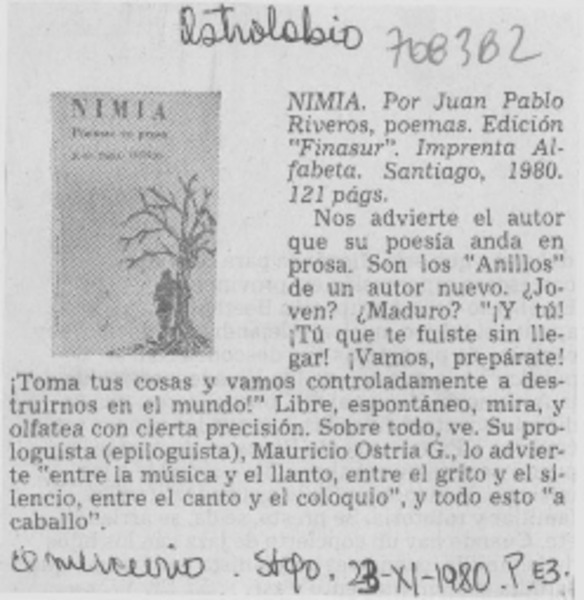 Astrolabio
708382
NIMIA
Poemas en prosa
JUAN PABLO RIVEROS
NIMIA. Por Juan Pablo
Riveros, poemas. Edición
"Finasur". Imprenta Al-
fabeta. Santiago, 1980.
121 págs.
Nos advierte el autor
que su poesía anda en
prosa. Son los "Anillos"
de un autor nuevo. ¿Jo-
ven? ¿Maduro? "¡Y tú!
¡Tú que te fuiste sin lle-
gar! ¡Vamos, prepárate!
¡Toma tus cosas y vamos controladamente a des-
truirnos en el mundo!" Libre, espontáneo, mira, y
olfatea con cierta precisión. Sobre todo, ve. Su pro-
loguista (epiloguista), Mauricio Ostria G., lo advier-
te "entre la música y el llanto, entre el grito y el si-
lencio, entre el canto y el coloquio", y todo esto "a
caballo".
El Mercurio. Stgo, 23-XI-1980. P. E3.